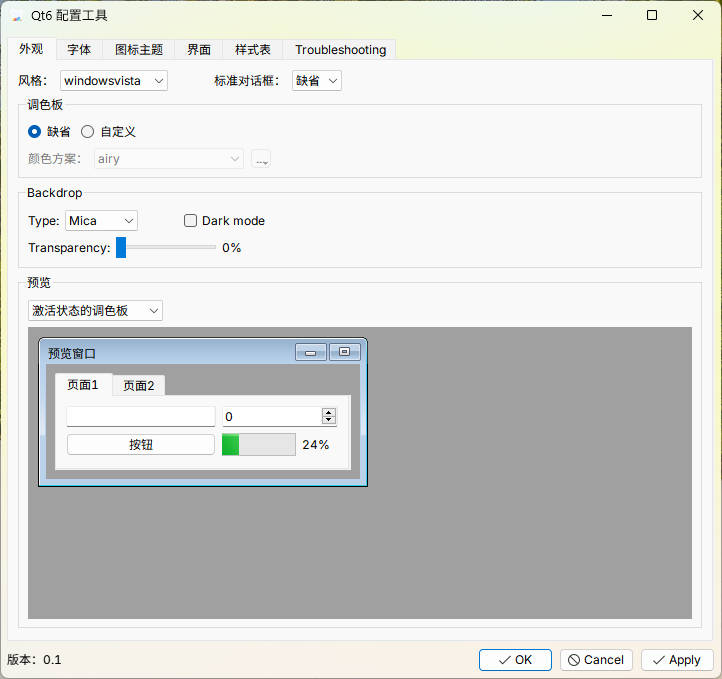 Qt6 配置工具
外观 字体 图标主题 界面 样式表 Troubleshooting
风格： windowsvista 标准对话框： 缺省
调色板
缺省 自定义
颜色方案： airy ...
Backdrop
Type: Mica Dark mode
Transparency: 0%
预览
激活状态的调色板
预览窗口
页面1 页面2
0
按钮 24%
版本：0.1 OK Cancel Apply